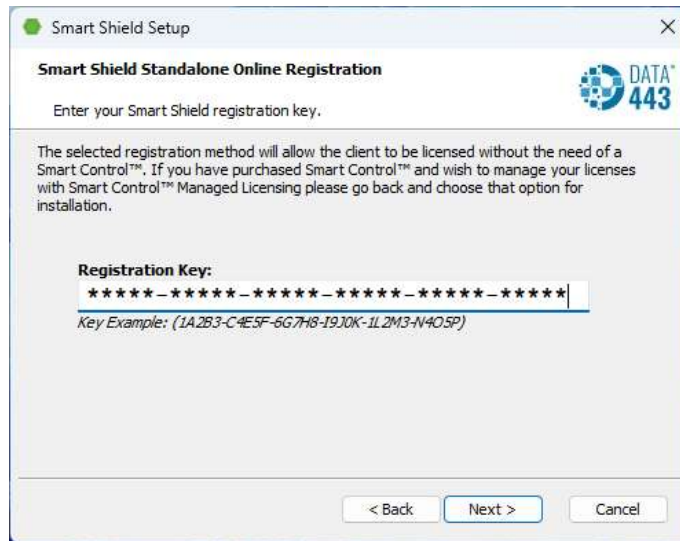 Smart Shield Setup
Smart Shield Standalone Online Registration
Enter your Smart Shield registration key.
DATA™
443
The selected registration method will allow the client to be licensed without the need of a
Smart Control™. If you have purchased Smart Control™ and wish to manage your licenses
with Smart Control™ Managed Licensing please go back and choose that option for
installation.
Registration Key:
*****-*****-*****-*****-*****-*****
Key Example: (1A2B3-C4E5F-6G7H8-I9J0K-1L2M3-N4O5P)
< Back
Next >
Cancel